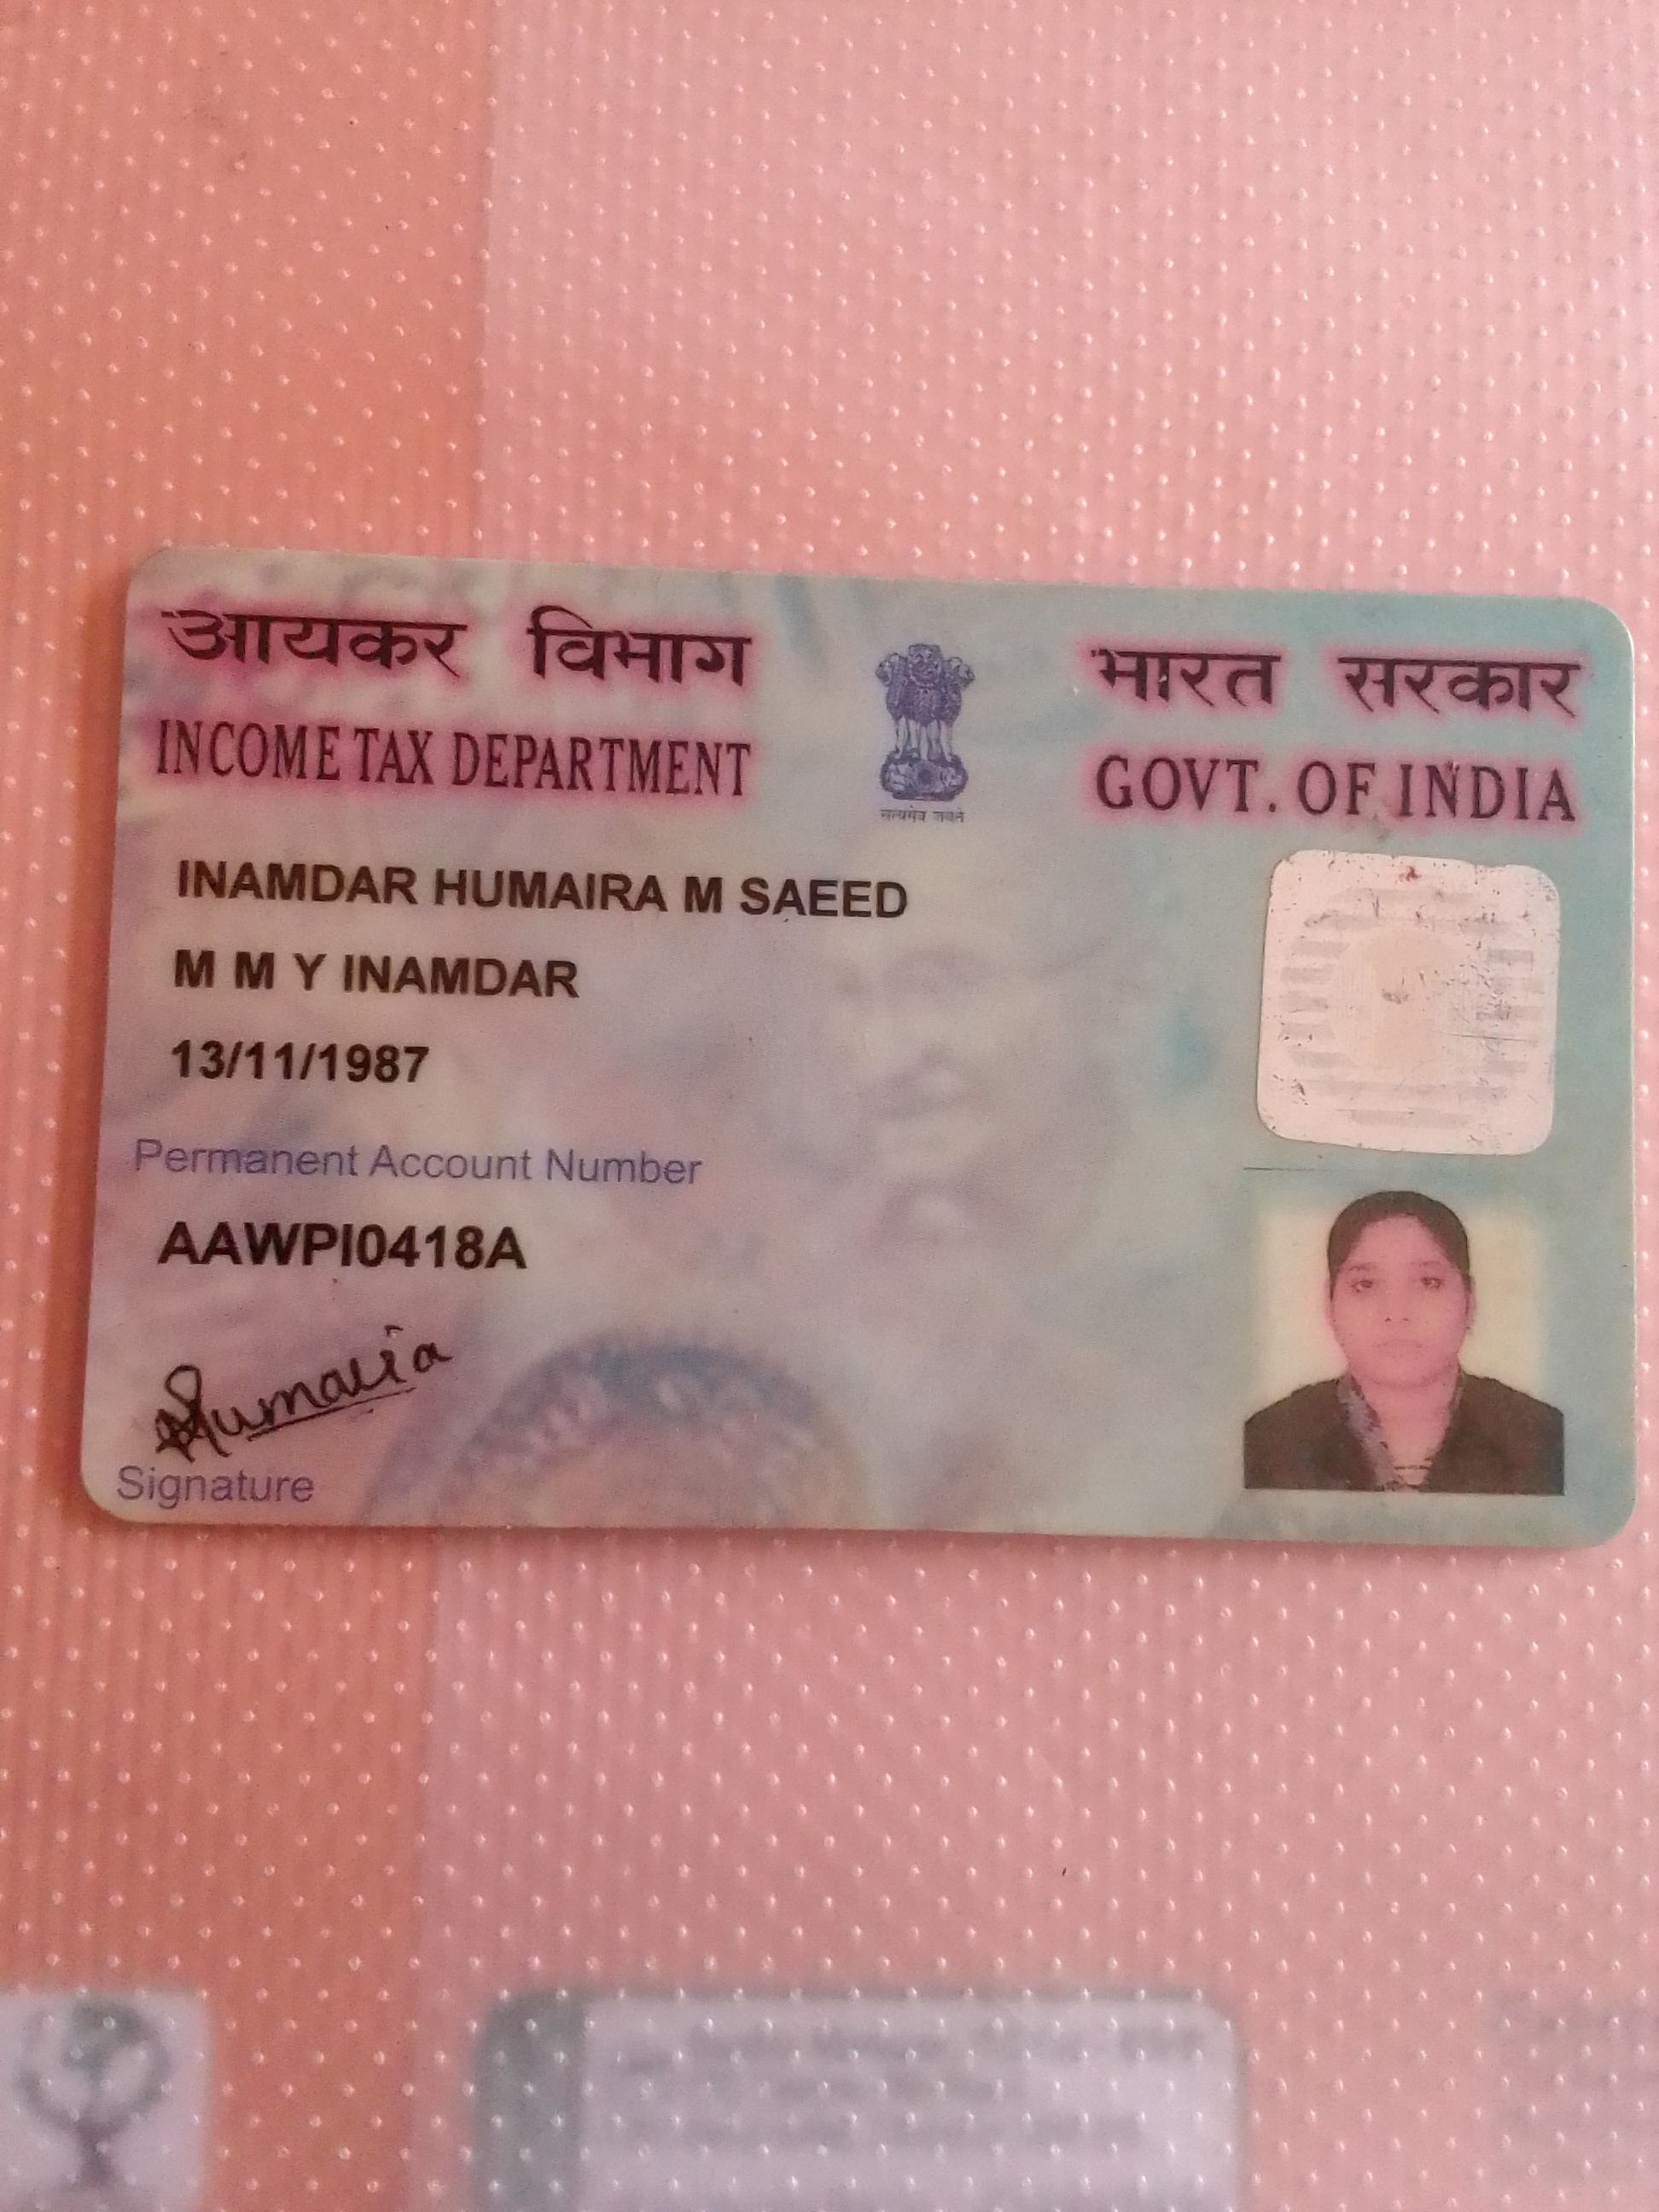 आयकर विभाग
INCOME TAX DEPARTMENT
सत्यमेव जयते
भारत सरकार
GOVT. OF INDIA
INAMDAR HUMAIRA M SAEED
M M Y INAMDAR
13/11/1987
Permanent Account Number
AAWPI0418A
Humaira
Signature